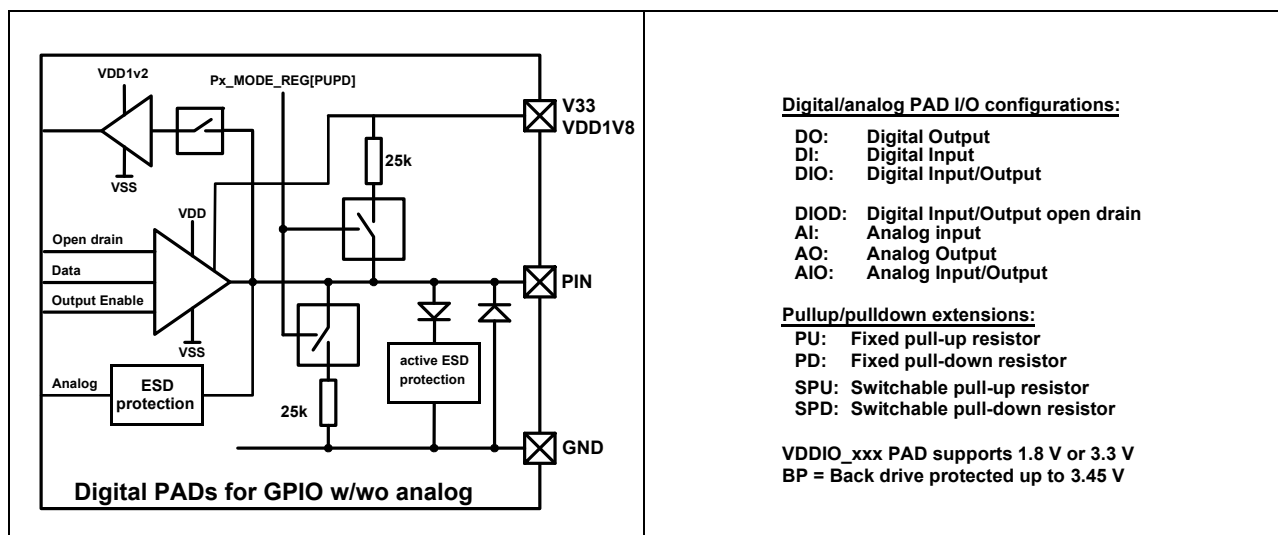 VDD1v2
Px_MODE_REG[PUPD]
V33
VDD1V8
25k
VSS
VDD
Open drain
Data
Output Enable
PIN
VSS
Analog
ESD
protection
25k
active ESD
protection
GND
Digital PADs for GPIO w/wo analog
Digital/analog PAD I/O configurations:
DO: Digital Output
DI: Digital Input
DIO: Digital Input/Output
DIOD: Digital Input/Output open drain
AI: Analog input
AO: Analog Output
AIO: Analog Input/Output
Pullup/pulldown extensions:
PU: Fixed pull-up resistor
PD: Fixed pull-down resistor
SPU: Switchable pull-up resistor
SPD: Switchable pull-down resistor
VDDIO_xxx PAD supports 1.8 V or 3.3 V
BP = Back drive protected up to 3.45 V